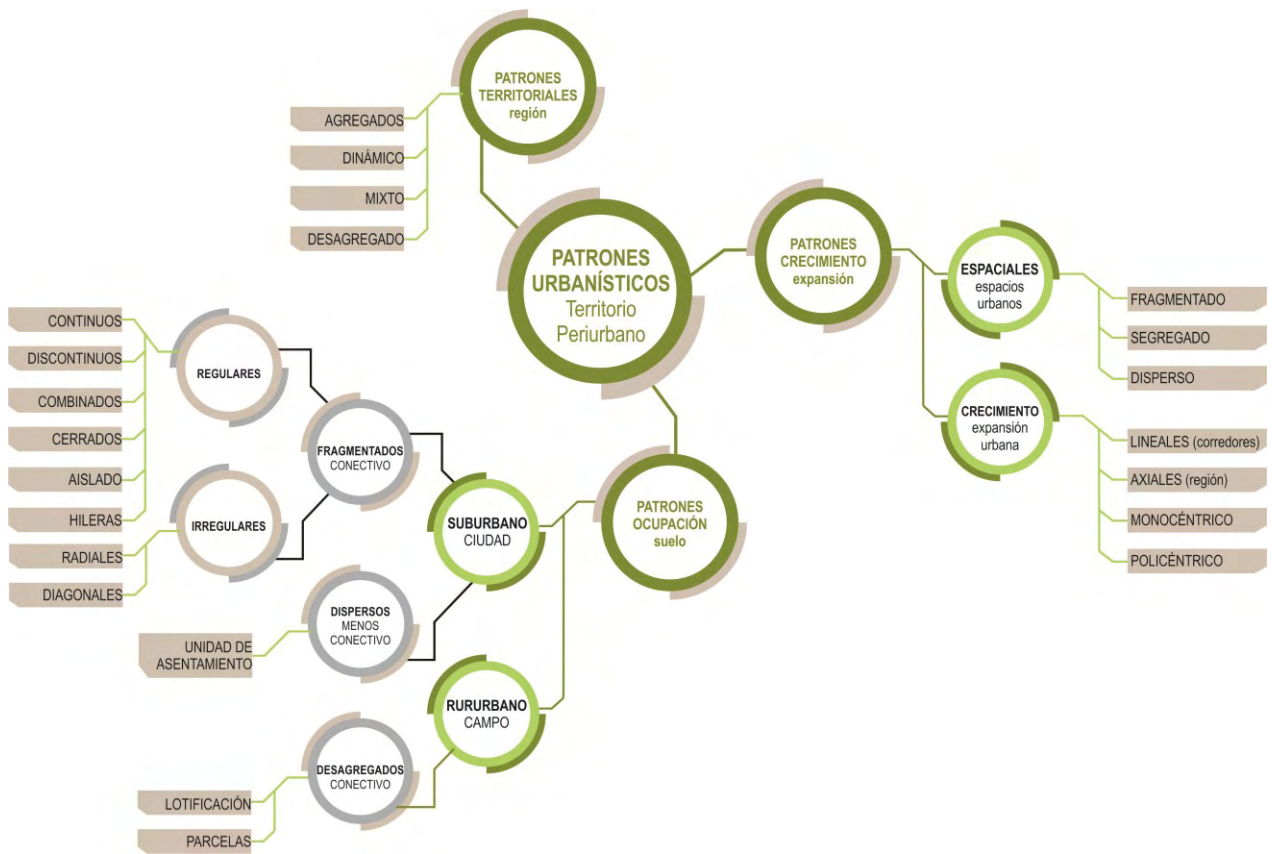 PATRONES
TERRITORIALES
región
AGREGADOS
DINÁMICO
MIXTO
DESAGREGADO
PATRONES
URBANÍSTICOS
Territorio
Periurbano
PATRONES
CRECIMIENTO
expansión
ESPACIALES
espacios
urbanos
FRAGMENTADO
SEGREGADO
DISPERSO
CRECIMIENTO
expansión
urbana
LINEALES (corredores)
AXIALES (región)
MONOCÉNTRICO
POLICÉNTRICO
PATRONES
OCUPACIÓN
suelo
SUBURBANO
CIUDAD
FRAGMENTADOS
CONECTIVO
REGULARES
CONTINUOS
DISCONTINUOS
COMBINADOS
CERRADOS
AISLADO
HILERAS
IRREGULARES
RADIALES
DIAGONALES
DISPERSOS
MENOS
CONECTIVO
UNIDAD DE
ASENTAMIENTO
RURURBANO
CAMPO
DESAGREGADOS
CONECTIVO
LOTIFICACIÓN
PARCELAS